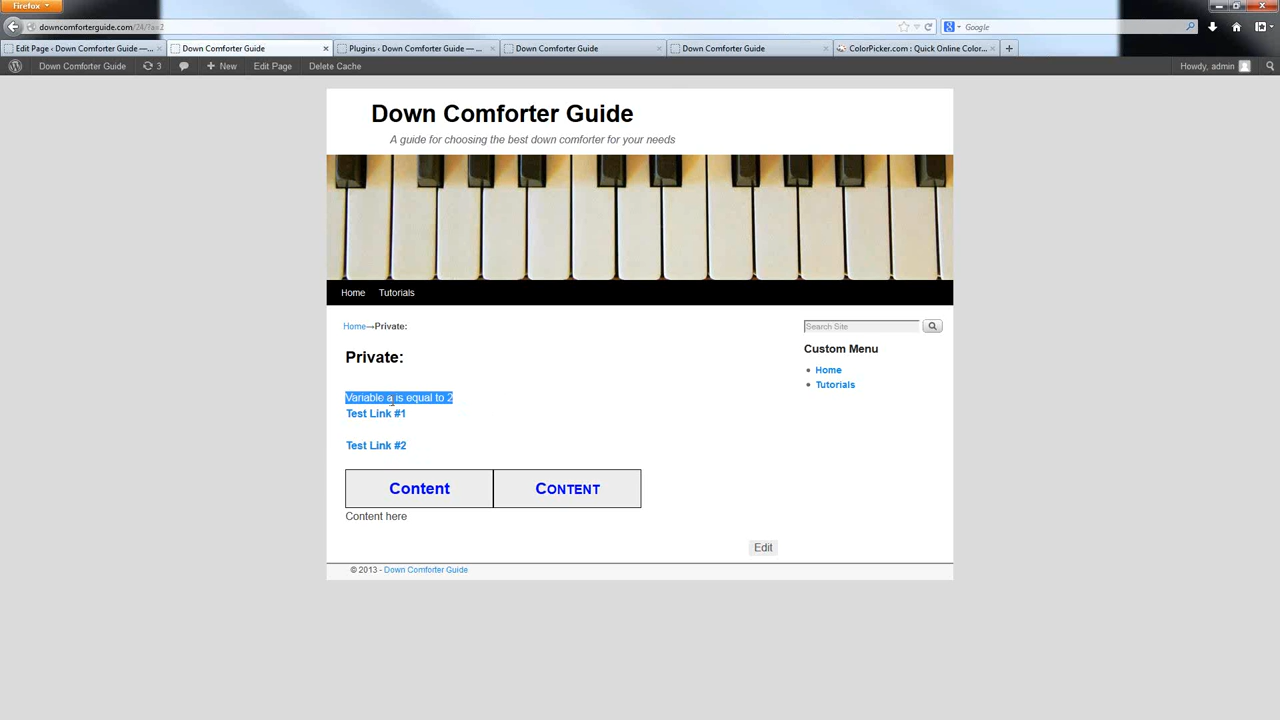 Firefox
downcomforterguide.com/24/?a=2
Google
Edit Page ‹ Down Comforter Guide —...
Down Comforter Guide
Plugins ‹ Down Comforter Guide — ...
Down Comforter Guide
Down Comforter Guide
ColorPicker.com : Quick Online Color...
Down Comforter Guide
3
New
Edit Page
Delete Cache
Howdy, admin
Down Comforter Guide
A guide for choosing the best down comforter for your needs
Home
Tutorials
Home→Private:
Search Site
Private:
Custom Menu
Home
Tutorials
Variable a is equal to 2
Test Link #1
Test Link #2
Content
CONTENT
Content here
Edit
© 2013 - Down Comforter Guide